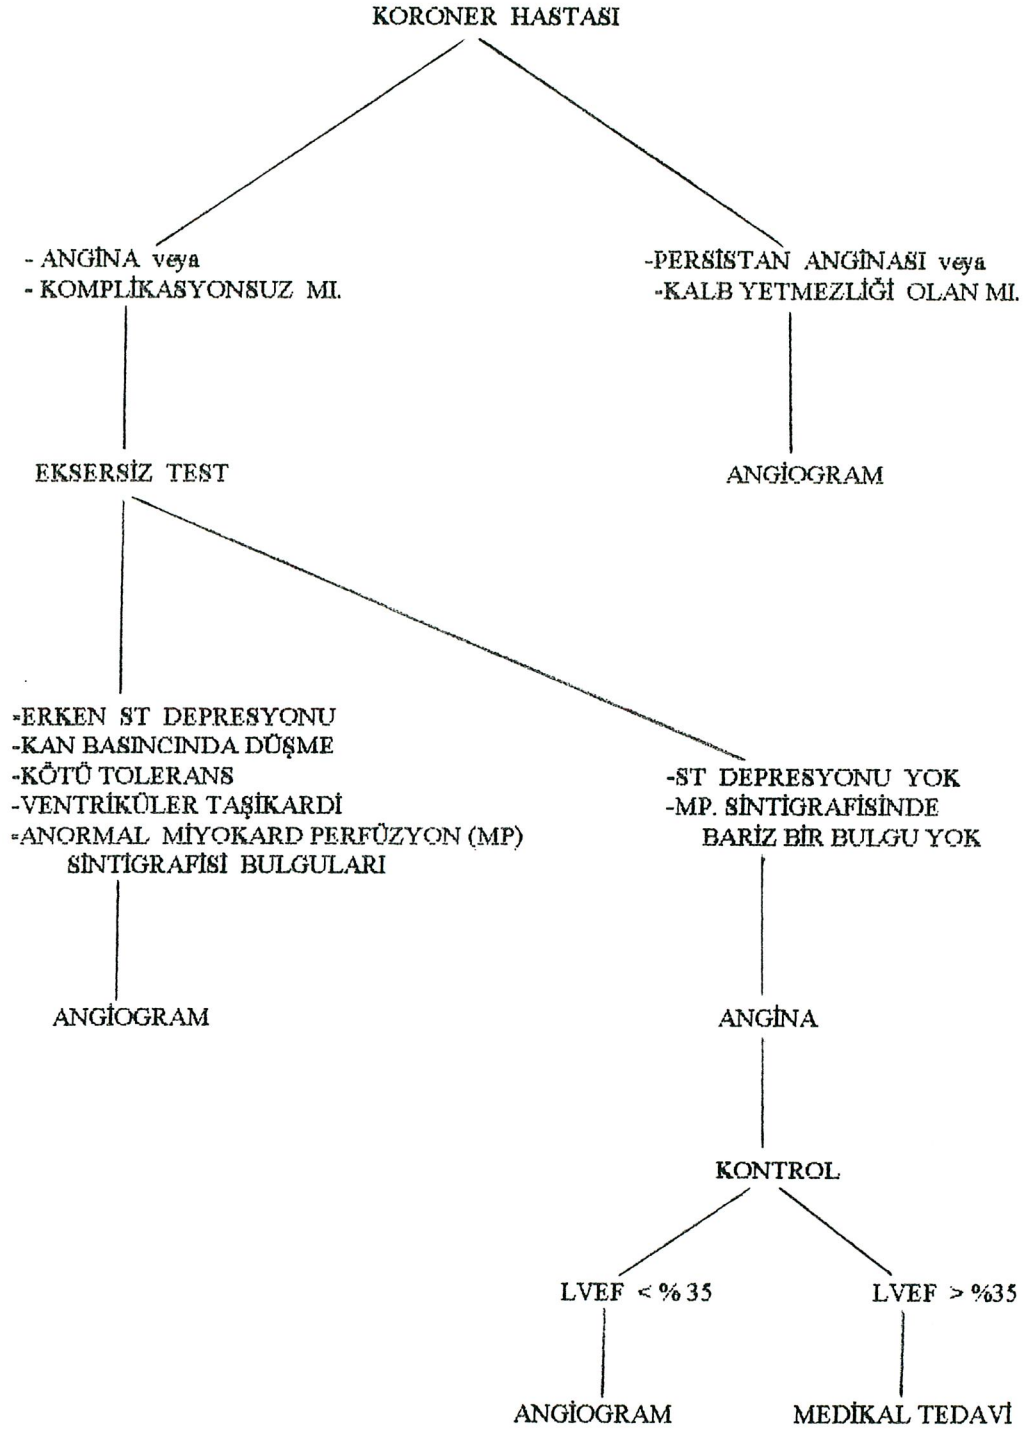 KORONER HASTASI
- ANGİNA veya
- KOMPLİKASYONSUZ MI.
-PERSİSTAN ANGİNASI veya
-KALB YETMEZLİĞİ OLAN MI.
EKSERSİZ TEST
ANGİOGRAM
-ERKEN ST DEPRESYONU
-KAN BASINCINDA DÜŞME
-KÖTÜ TOLERANS
-VENTRİKÜLER TAŞİKARDİ
-ANORMAL MİYOKARD PERFÜZYON (MP)
SİNTİGRAFİSİ BULGULARI
-ST DEPRESYONU YOK
-MP. SİNTİGRAFİSİNDE
BARİZ BİR BULGU YOK
ANGİOGRAM
ANGİNA
KONTROL
LVEF < % 35
LVEF > %35
ANGİOGRAM
MEDİKAL TEDAVİ